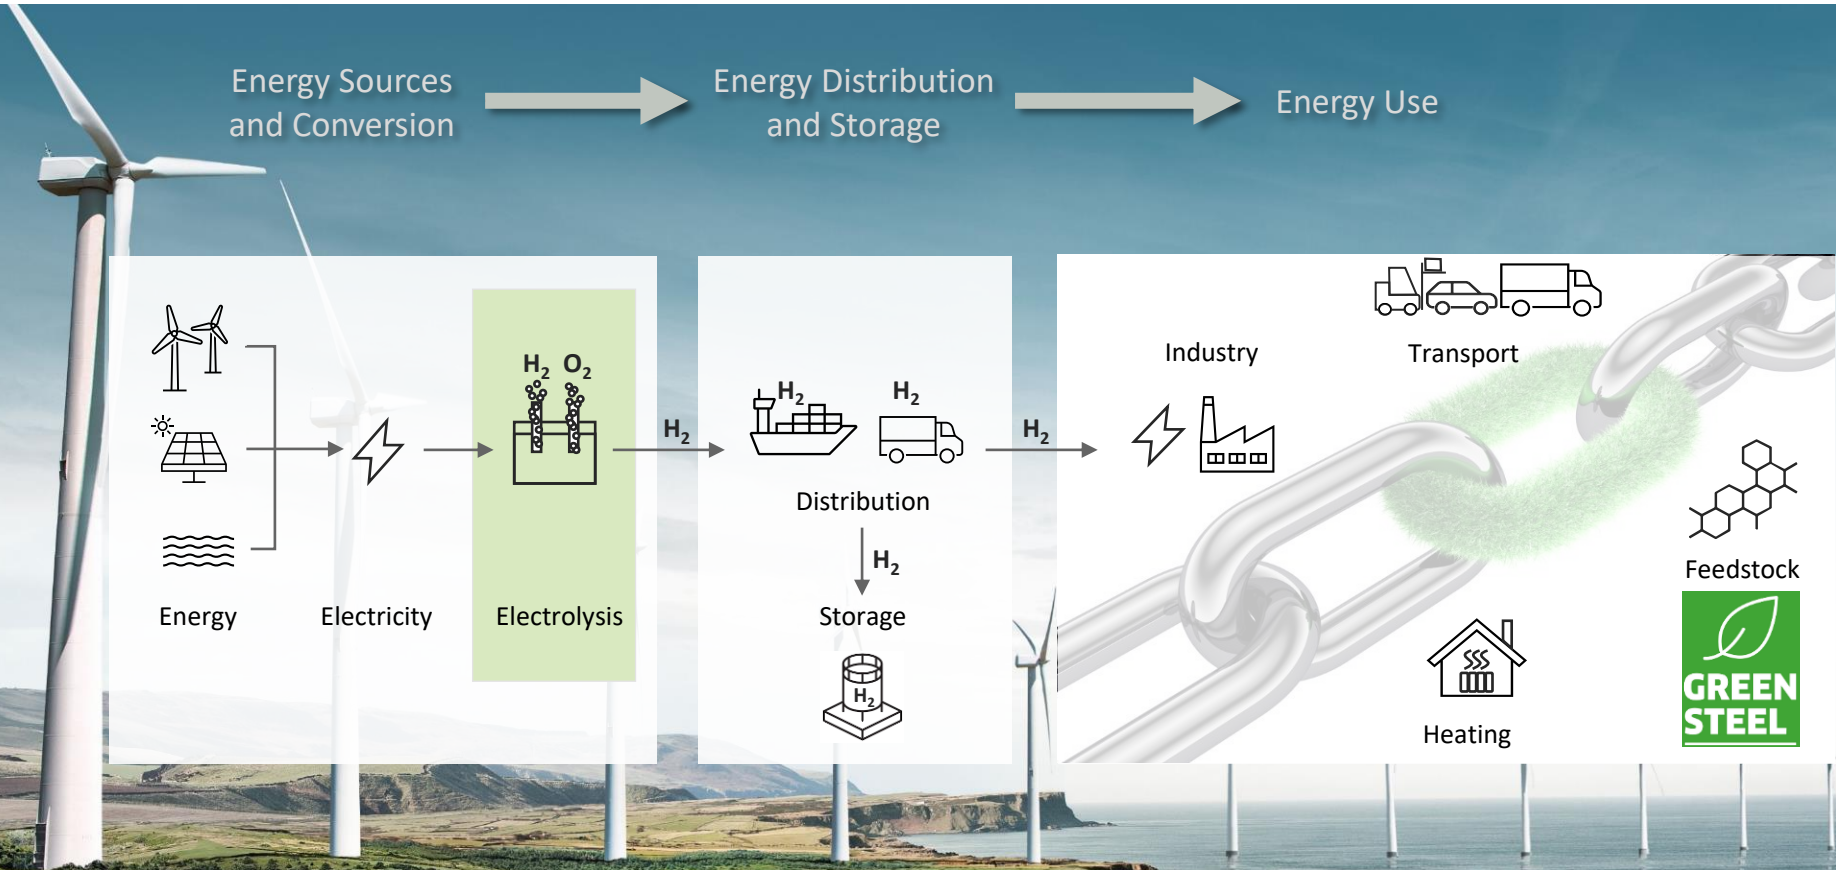 Energy Sources
and Conversion
Energy Distribution
and Storage
Energy Use
H₂ O₂
H₂
H₂
H₂
H₂
Industry
Transport
Distribution
H₂
Feedstock
Energy
Electricity
Electrolysis
Storage
H₂
Heating
GREEN
STEEL